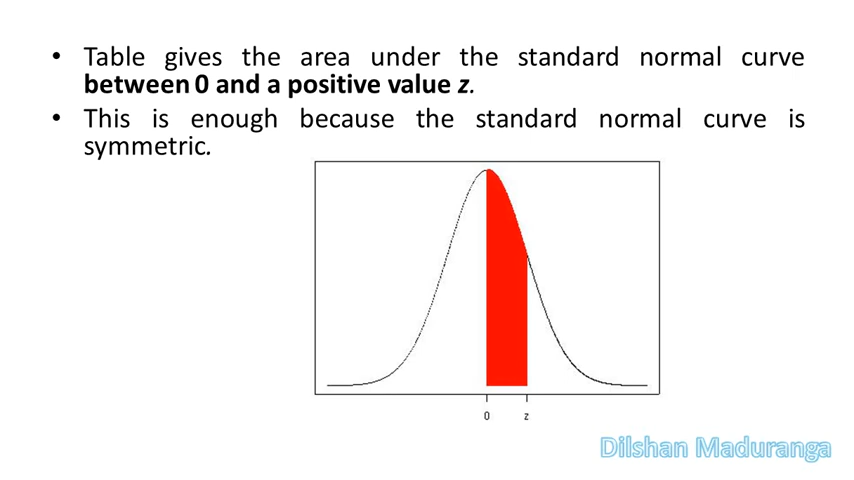 • Table gives the area under the standard normal curve
between 0 and a positive value z.
• This is enough because the standard normal curve is
symmetric.
0 z
Dilshan Maduranga